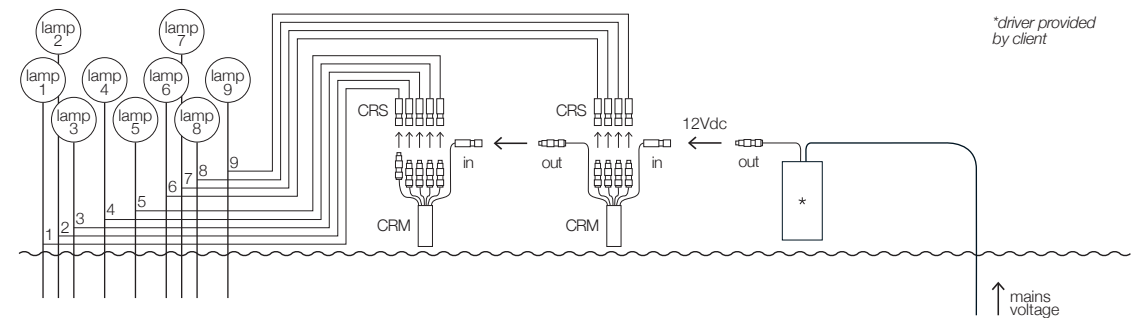 lamp
2
lamp
7
*driver provided
by client
lamp
1
lamp
4
lamp
6
lamp
9
lamp
3
lamp
5
lamp
8
CRS
CRS
12Vdc
in
out
in
out
9
8
7
6
5
4
3
2
1
CRM
CRM
*
mains
voltage